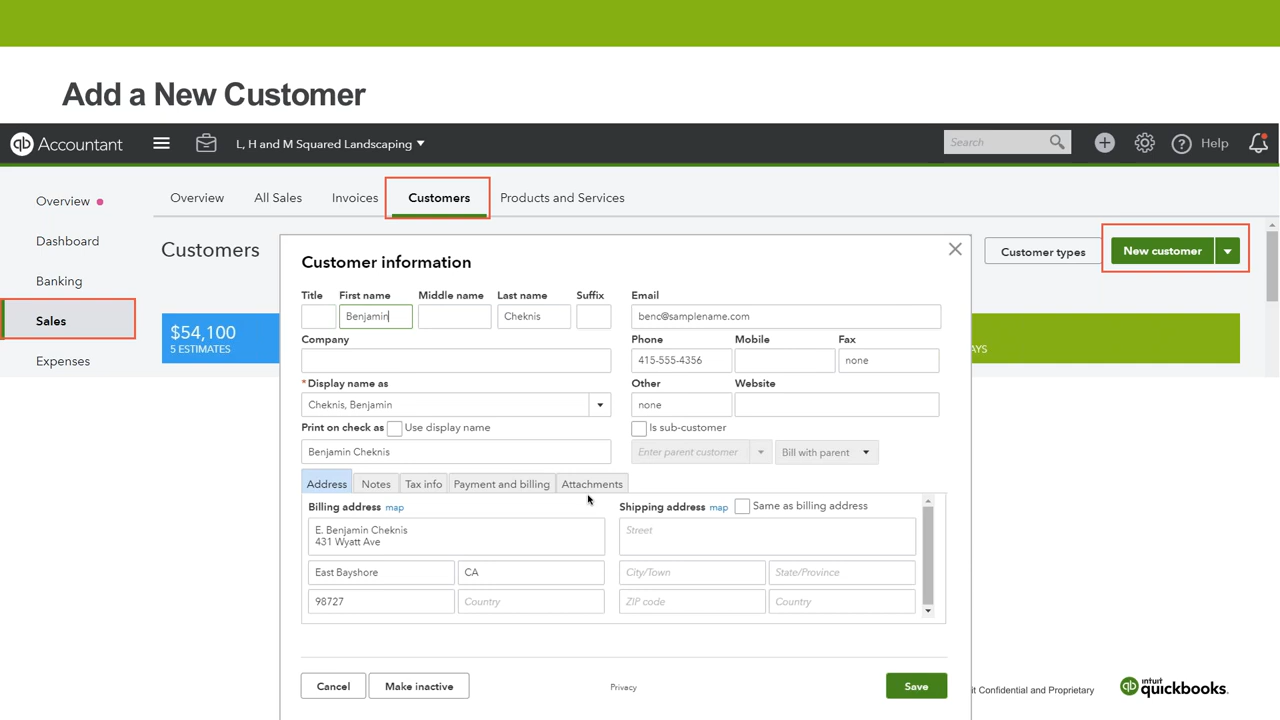 Add a New Customer
qb Accountant
L, H and M Squared Landscaping
Search
Help
Overview
Dashboard
Banking
Sales
Expenses
Overview
All Sales
Invoices
Customers
Products and Services
Customers
Customer types
New customer
$54,100
5 ESTIMATES
AYS
Customer information
Title First name Middle name Last name Suffix
Benjamin Cheknis
Company
*Display name as
Cheknis, Benjamin
Print on check as Use display name
Benjamin Cheknis
Email
benc@samplename.com
Phone Mobile Fax
415-555-4356 none
Other Website
none
Is sub-customer
Enter parent customer Bill with parent
Address Notes Tax info Payment and billing Attachments
Billing address map
E. Benjamin Cheknis
431 Wyatt Ave
East Bayshore CA
98727 Country
Shipping address map Same as billing address
Street
City/Town State/Province
ZIP code Country
Cancel Make inactive Privacy Save
it Confidential and Proprietary
qb intuit quickbooks.